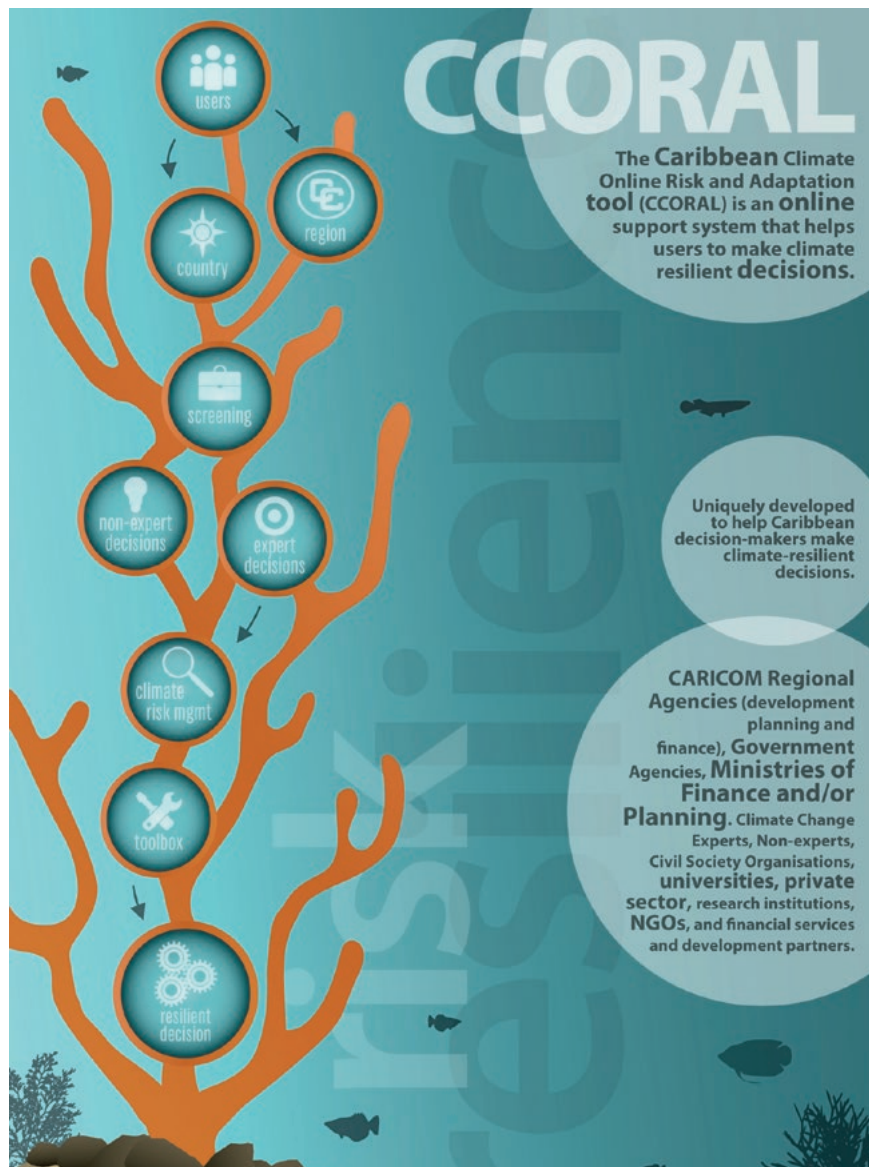 CCORAL
The Caribbean Climate
Online Risk and Adaptation
tool (CCORAL) is an online
support system that helps
users to make climate
resilient decisions.
users
region
country
screening
non-expert
decisions
expert
decisions
climate
risk mgmt
toolbox
resilient
decision
risk
resilience
Uniquely developed
to help Caribbean
decision-makers make
climate-resilient
decisions.
CARICOM Regional
Agencies (development
planning and
finance), Government
Agencies, Ministries of
Finance and/or
Planning. Climate Change
Experts, Non-experts,
Civil Society Organisations,
universities, private
sector, research institutions,
NGOs, and financial services
and development partners.